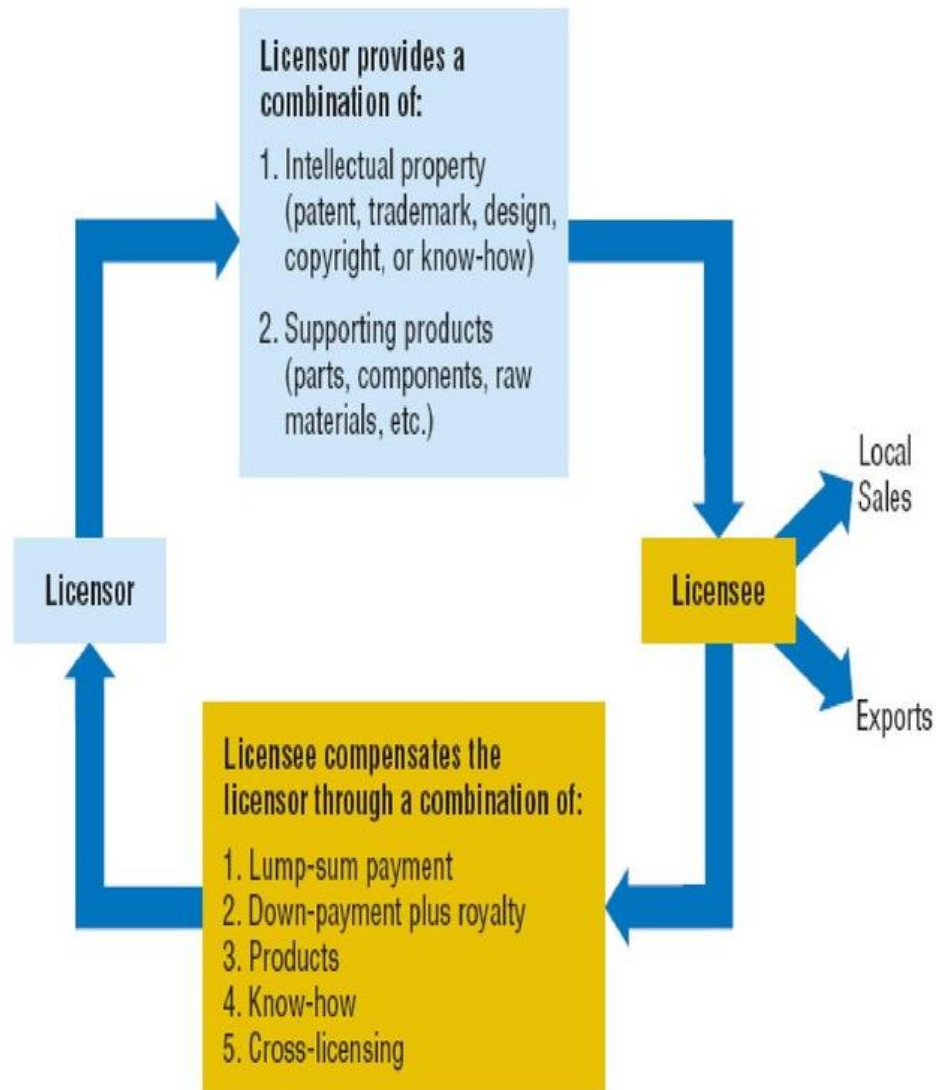 Licensor provides a
combination of:
1. Intellectual property
(patent, trademark, design,
copyright, or know-how)
2. Supporting products
(parts, components, raw
materials, etc.)
Local
Sales
Licensor
Licensee
Exports
Licensee compensates the
licensor through a combination of:
1. Lump-sum payment
2. Down-payment plus royalty
3. Products
4. Know-how
5. Cross-licensing